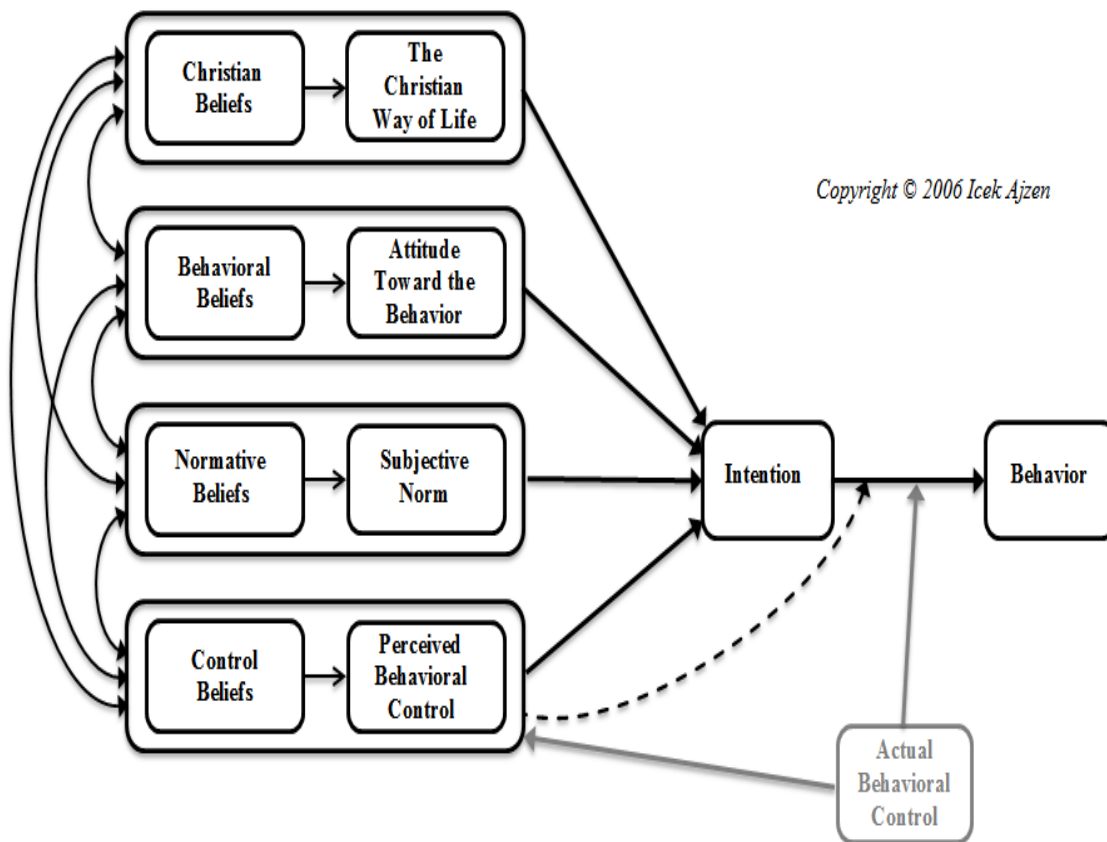 Christian
Beliefs
The
Christian
Way of Life
Copyright © 2006 Icek Ajzen
Behavioral
Beliefs
Attitude
Toward the
Behavior
Normative
Beliefs
Subjective
Norm
Intention
Behavior
Control
Beliefs
Perceived
Behavioral
Control
Actual
Behavioral
Control